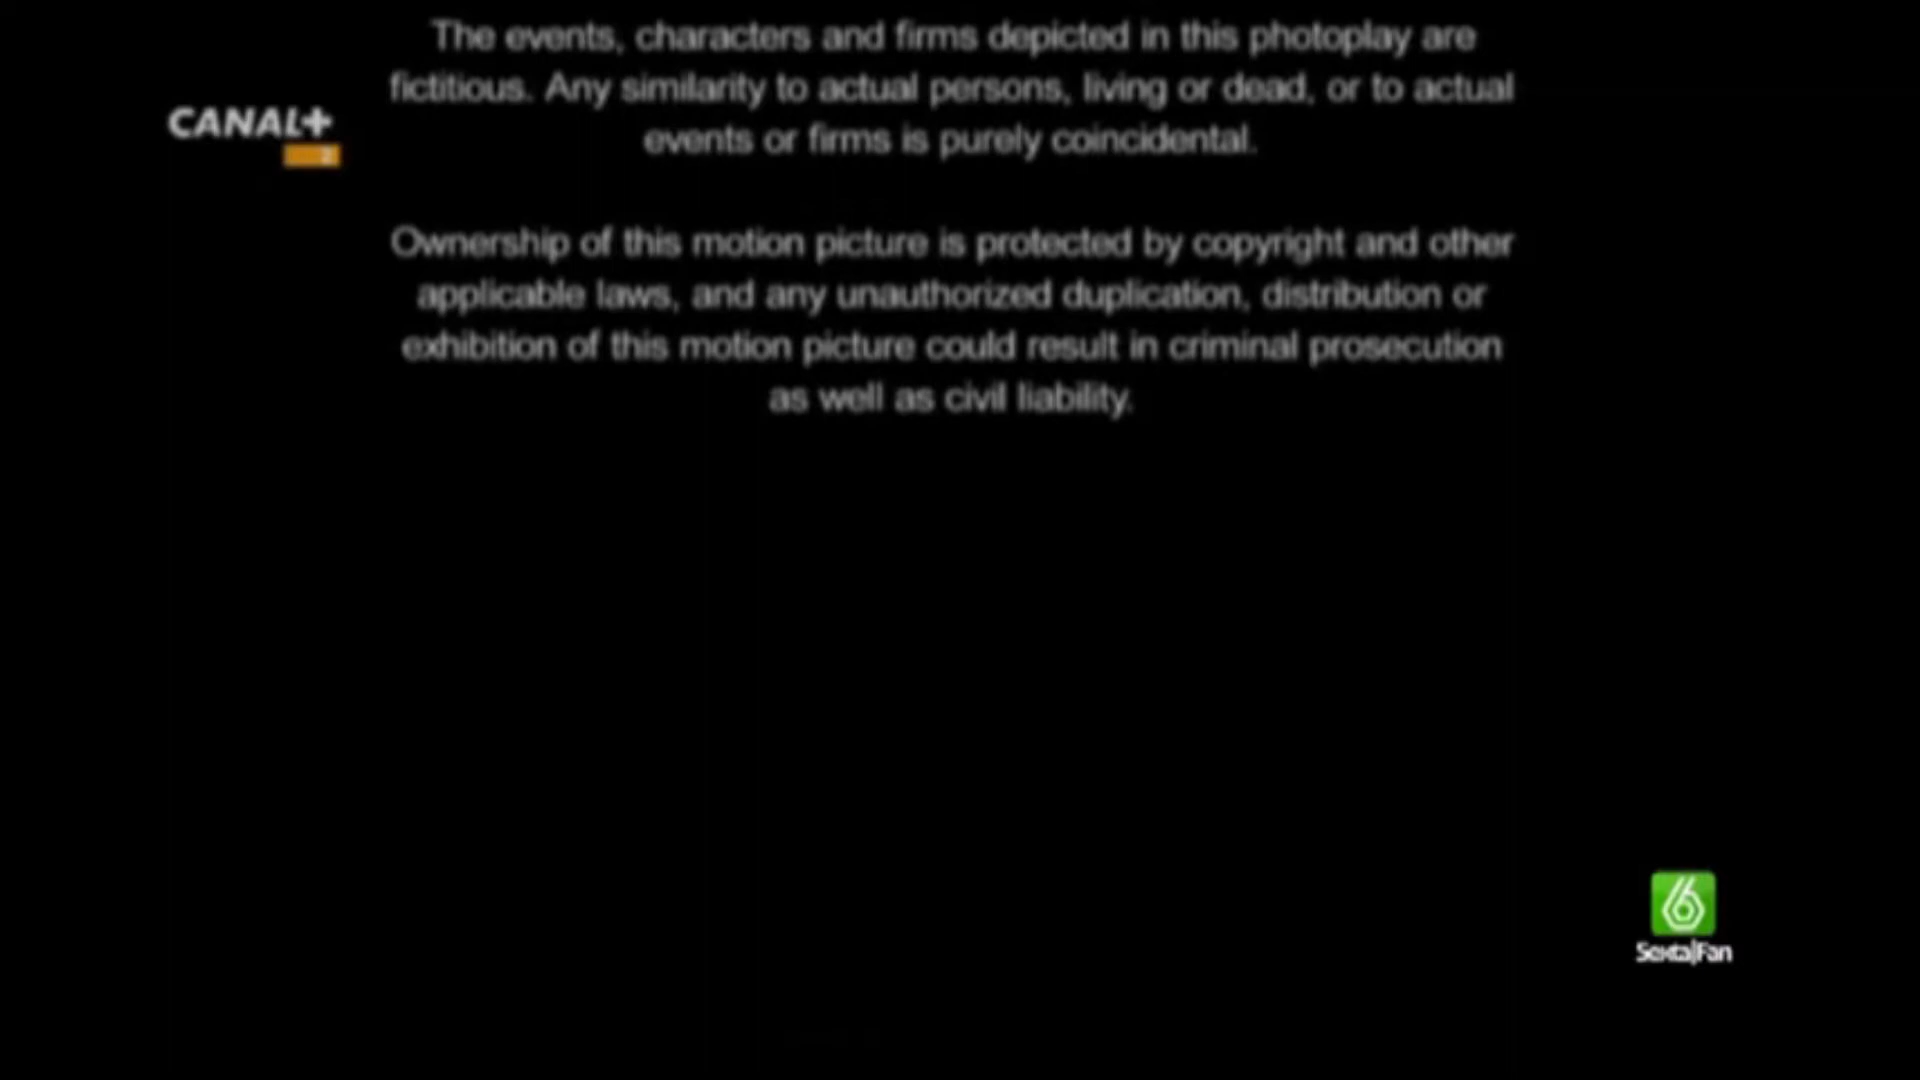 The events, characters and firms depicted in this photoplay are
fictitious. Any similarity to actual persons, living or dead, or to actual
events or firms is purely coincidental.
CANAL+
2
Ownership of this motion picture is protected by copyright and other
applicable laws, and any unauthorized duplication, distribution or
exhibition of this motion picture could result in criminal prosecution
as well as civil liability.
6
Sexta|Fan